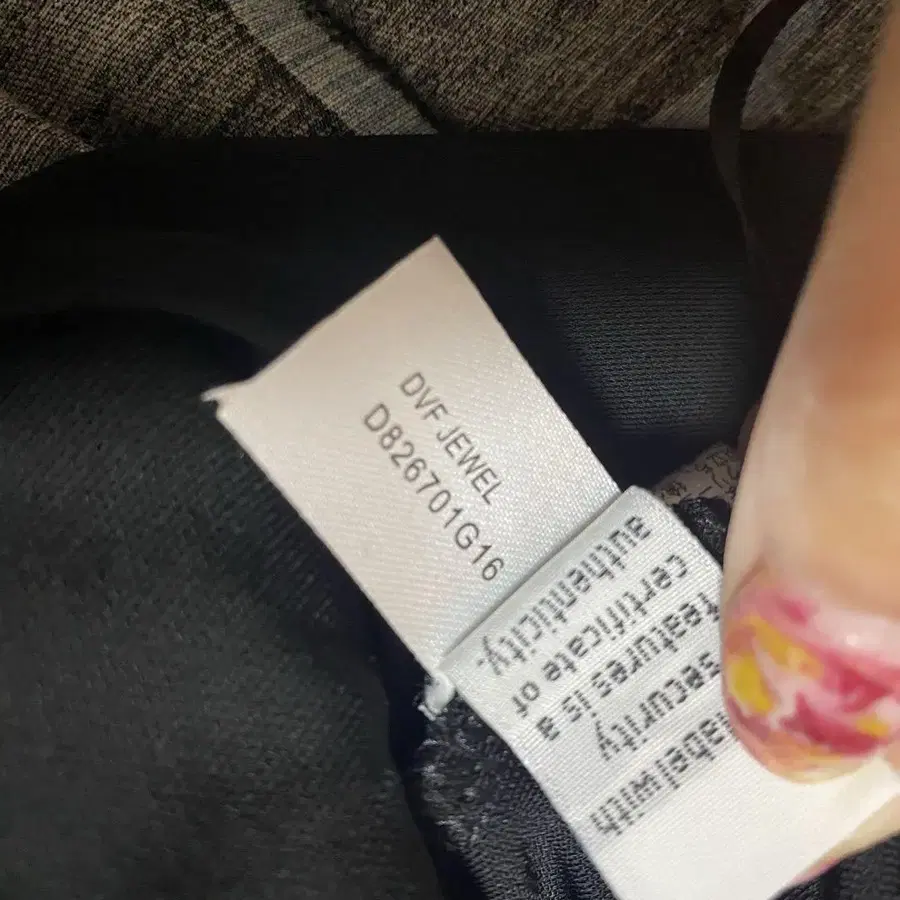 DVF JEWEL
D826701G16
label with
security
features is a
certificate of
authenticity.